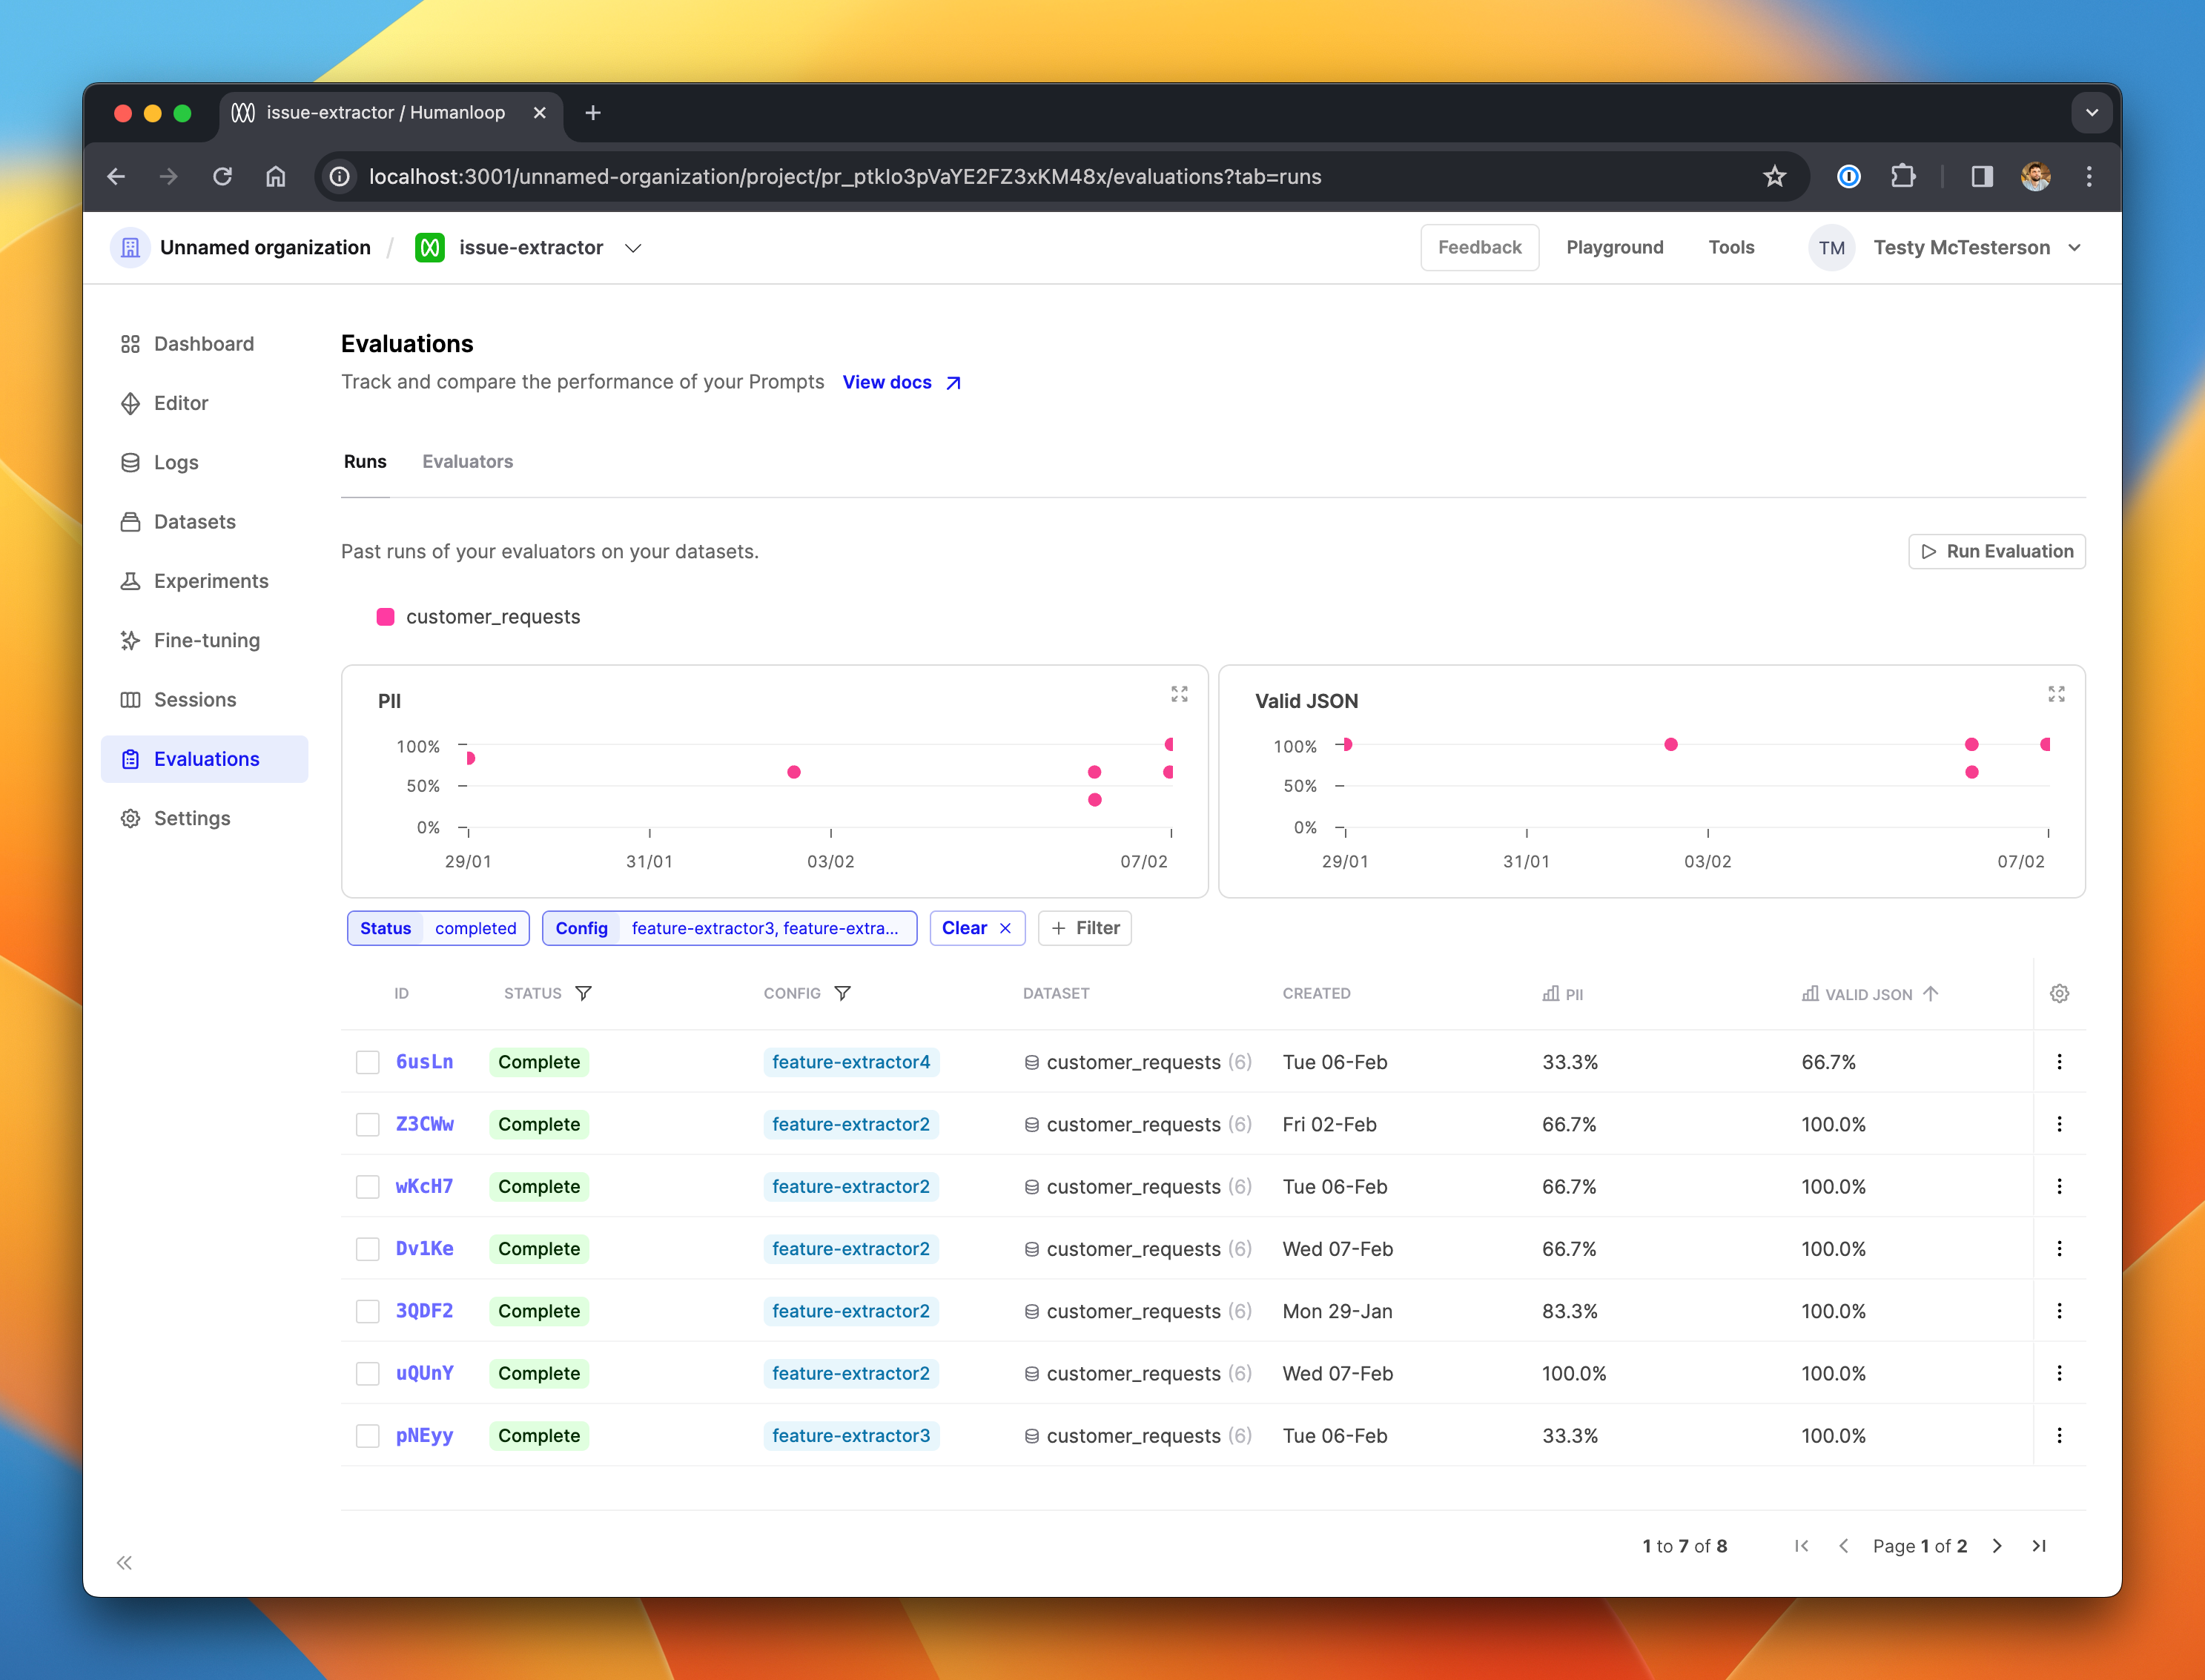 issue-extractor / Humanloop
localhost:3001/unnamed-organization/project/pr_ptklo3pVaYE2FZ3xKM48x/evaluations?tab=runs
Unnamed organization / issue-extractor
Feedback Playground Tools TM Testy McTesterson
Dashboard
Editor
Logs
Datasets
Experiments
Fine-tuning
Sessions
Evaluations
Settings
Evaluations
Track and compare the performance of your Prompts View docs
Runs Evaluators
Past runs of your evaluators on your datasets.
Run Evaluation
customer_requests
PII
100%
50%
0%
29/01 31/01 03/02 07/02
Valid JSON
100%
50%
0%
29/01 31/01 03/02 07/02
Status completed Config feature-extractor3, feature-extra... Clear Filter
ID STATUS CONFIG DATASET CREATED PII VALID JSON
6usLn Complete feature-extractor4 customer_requests (6) Tue 06-Feb 33.3% 66.7%
Z3CWw Complete feature-extractor2 customer_requests (6) Fri 02-Feb 66.7% 100.0%
wKcH7 Complete feature-extractor2 customer_requests (6) Tue 06-Feb 66.7% 100.0%
Dv1Ke Complete feature-extractor2 customer_requests (6) Wed 07-Feb 66.7% 100.0%
3QDF2 Complete feature-extractor2 customer_requests (6) Mon 29-Jan 83.3% 100.0%
uQUnY Complete feature-extractor2 customer_requests (6) Wed 07-Feb 100.0% 100.0%
pNEyy Complete feature-extractor3 customer_requests (6) Tue 06-Feb 33.3% 100.0%
1 to 7 of 8 Page 1 of 2